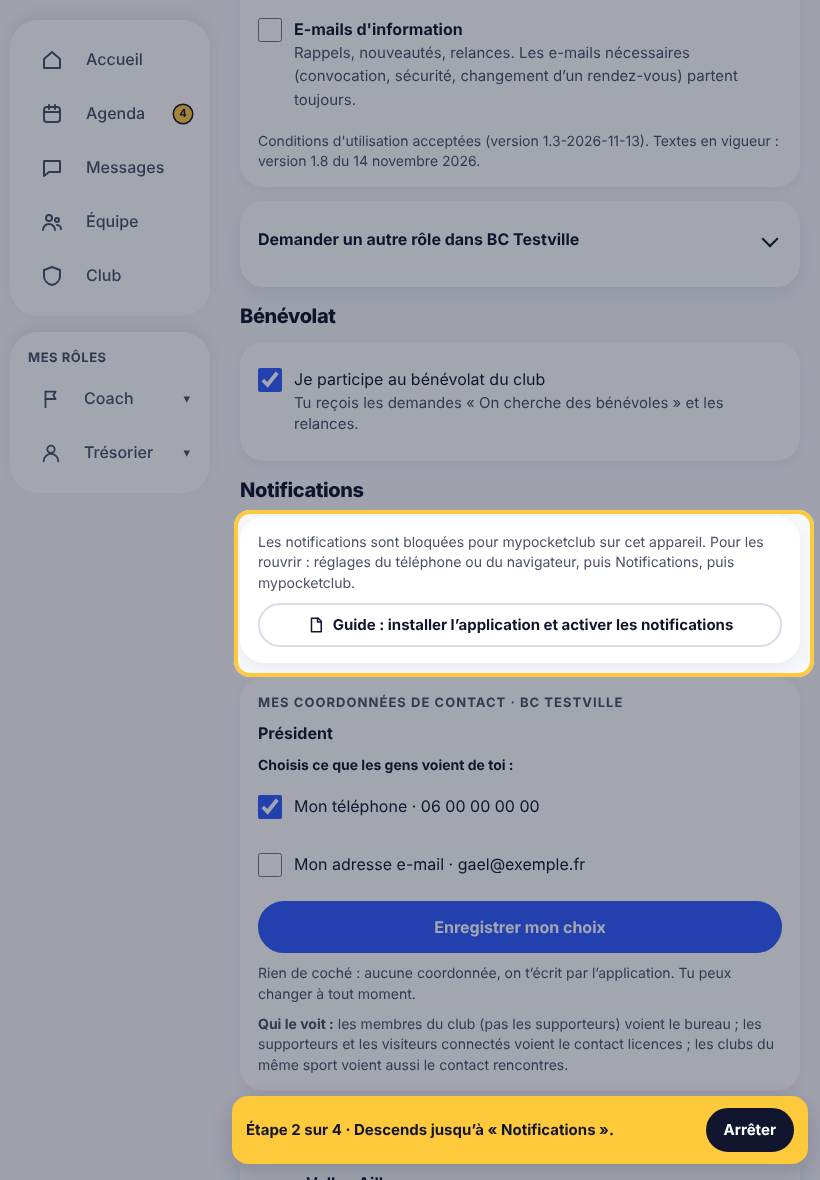 Accueil
Agenda
4
Messages
Équipe
Club
MES RÔLES
Coach
Trésorier
E-mails d'information
Rappels, nouveautés, relances. Les e-mails nécessaires
(convocation, sécurité, changement d’un rendez-vous) partent
toujours.
Conditions d'utilisation acceptées (version 1.3-2026-11-13). Textes en vigueur :
version 1.8 du 14 novembre 2026.
Demander un autre rôle dans BC Testville
Bénévolat
Je participe au bénévolat du club
Tu reçois les demandes « On cherche des bénévoles » et les
relances.
Notifications
Les notifications sont bloquées pour mypocketclub sur cet appareil. Pour les
rouvrir : réglages du téléphone ou du navigateur, puis Notifications, puis
mypocketclub.
Guide : installer l’application et activer les notifications
MES COORDONNÉES DE CONTACT · BC TESTVILLE
Président
Choisis ce que les gens voient de toi :
Mon téléphone · 06 00 00 00 00
Mon adresse e-mail · gael@exemple.fr
Enregistrer mon choix
Rien de coché : aucune coordonnée, on t’écrit par l’application. Tu peux
changer à tout moment.
Qui le voit : les membres du club (pas les supporteurs) voient le bureau ; les
supporteurs et les visiteurs connectés voient le contact licences ; les clubs du
même sport voient aussi le contact rencontres.
Étape 2 sur 4 · Descends jusqu’à « Notifications ».
Arrêter